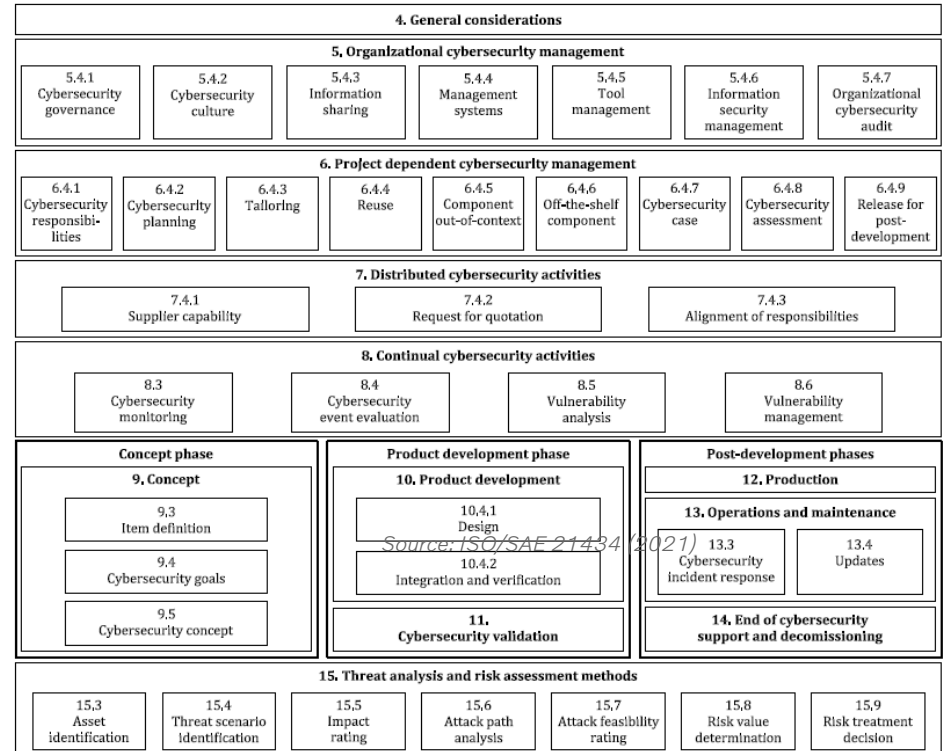 4. General considerations
5. Organizational cybersecurity management
5.4.1
Cybersecurity
governance
5.4.2
Cybersecurity
culture
5.4.3
Information
sharing
5.4.4
Management
systems
5.4.5
Tool
management
5.4.6
Information
security
management
5.4.7
Organizational
cybersecurity
audit
6. Project dependent cybersecurity management
6.4.1
Cybersecurity
responsibi-
lities
6.4.2
Cybersecurity
planning
6.4.3
Tailoring
6.4.4
Reuse
6.4.5
Component
out-of-context
6.4.6
Off-the-shelf
component
6.4.7
Cybersecurity
case
6.4.8
Cybersecurity
assessment
6.4.9
Release for
post-
development
7. Distributed cybersecurity activities
7.4.1
Supplier capability
7.4.2
Request for quotation
7.4.3
Alignment of responsibilities
8. Continual cybersecurity activities
8.3
Cybersecurity
monitoring
8.4
Cybersecurity
event evaluation
8.5
Vulnerability
analysis
8.6
Vulnerability
management
Concept phase
9. Concept
9.3
Item definition
9.4
Cybersecurity goals
9.5
Cybersecurity concept
Product development phase
10. Product development
10.4.1
Design
Source: ISO/SAE 21434 (2021)
10.4.2
Integration and verification
11.
Cybersecurity validation
Post-development phases
12. Production
13. Operations and maintenance
13.3
Cybersecurity
incident response
13.4
Updates
14. End of cybersecurity
support and decomissioning
15. Threat analysis and risk assessment methods
15.3
Asset
identification
15.4
Threat scenario
identification
15.5
Impact
rating
15.6
Attack path
analysis
15.7
Attack feasibility
rating
15.8
Risk value
determination
15.9
Risk treatment
decision